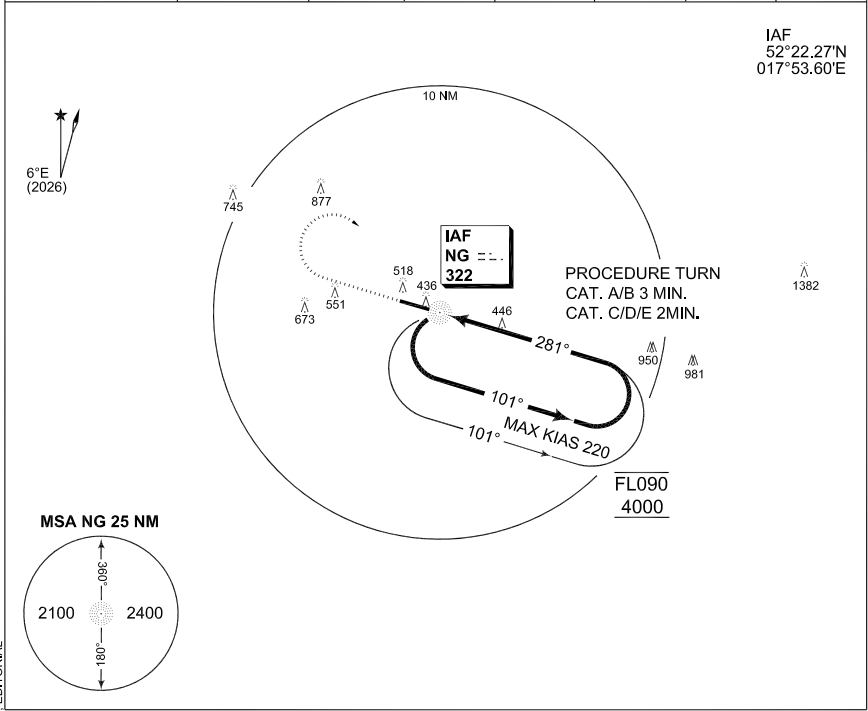 IAF
52°22.27'N
017°53.60'E
10 NM
6°E
(2026)
745
877
IAF
NG
322
518
436
551
673
446
PROCEDURE TURN
CAT. A/B 3 MIN.
CAT. C/D/E 2MIN.
1382
281°
950
981
101°
101°
MAX KIAS 220
FL090
4000
MSA NG 25 NM
360°
2100
2400
180°
EDITORIAL